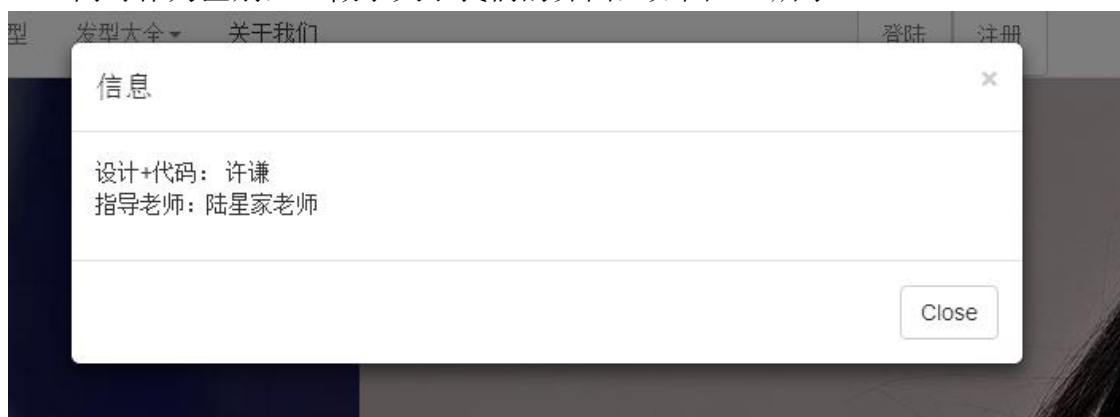 型 发型大全 关于我们 登陆 注册
信息 ×
设计+代码： 许谦
指导老师：陆星家老师
Close